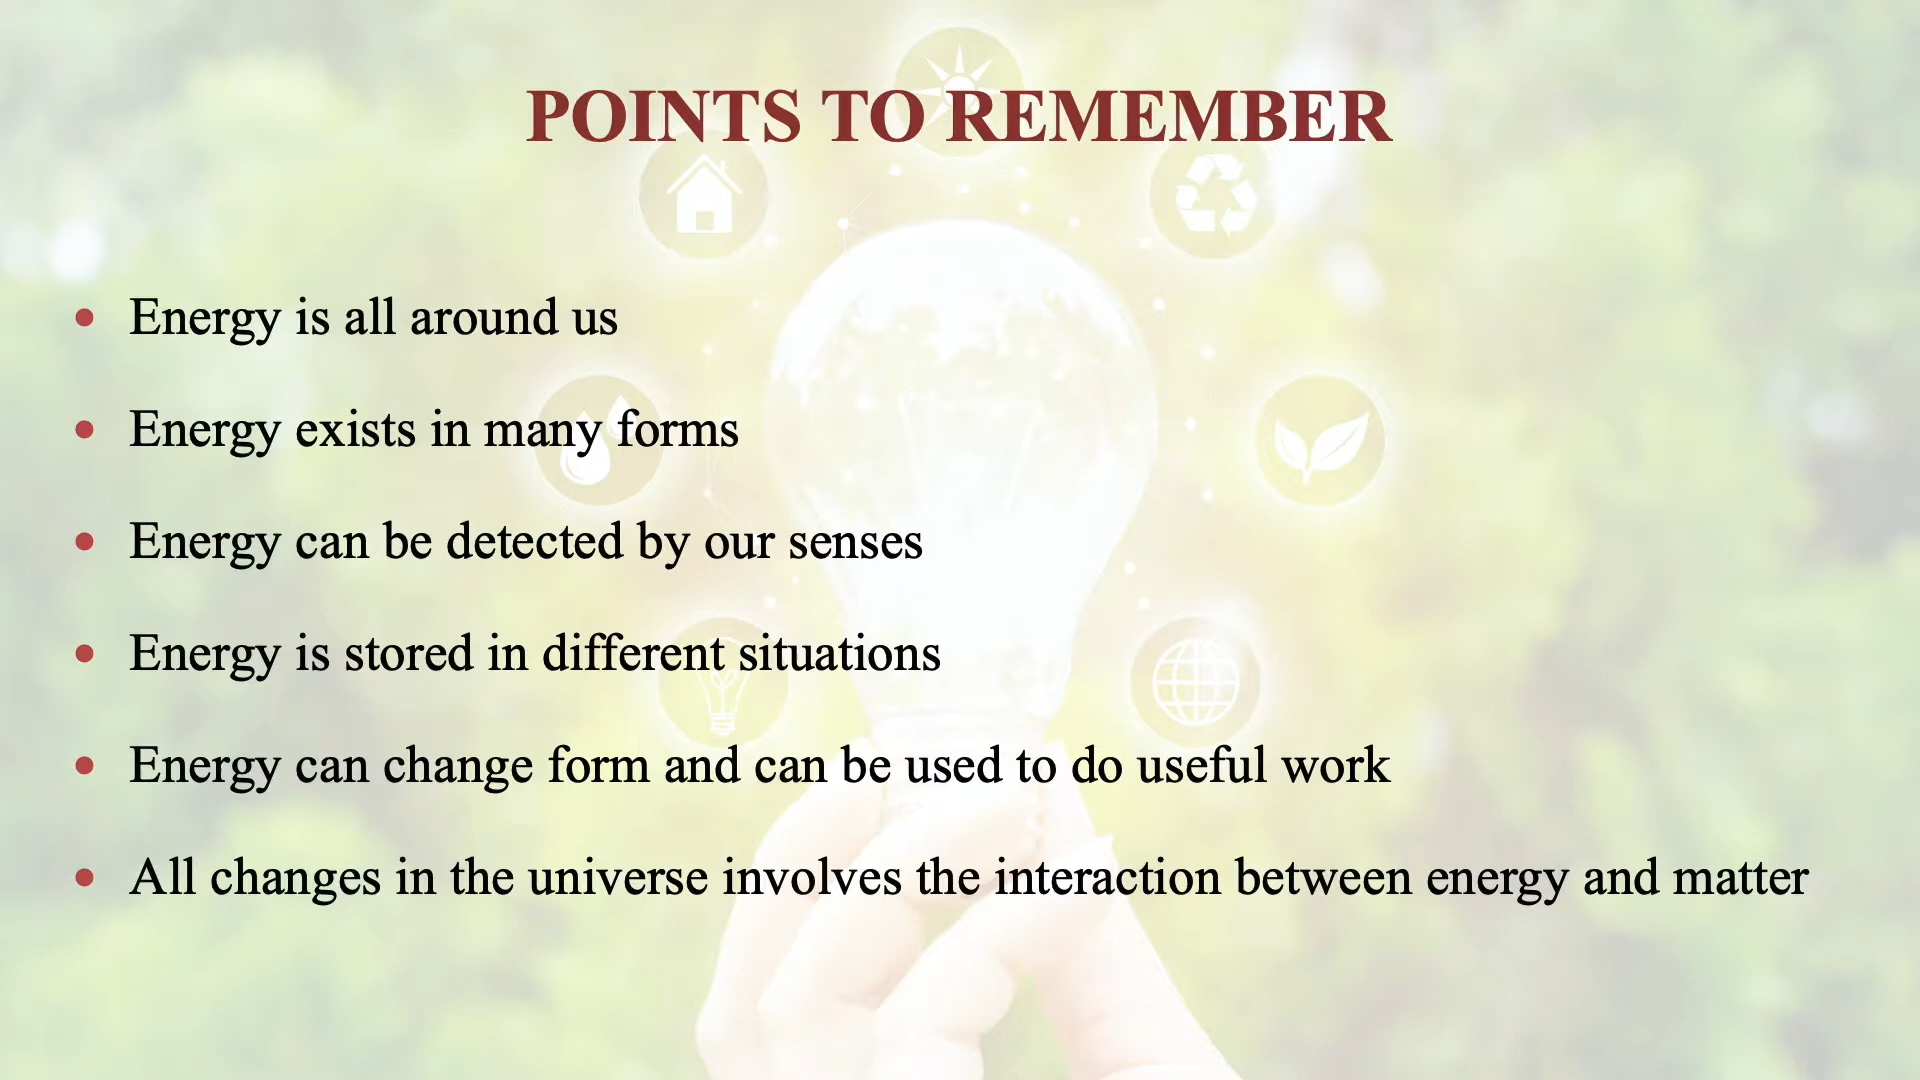 POINTS TO REMEMBER
• Energy is all around us
• Energy exists in many forms
• Energy can be detected by our senses
• Energy is stored in different situations
• Energy can change form and can be used to do useful work
• All changes in the universe involves the interaction between energy and matter